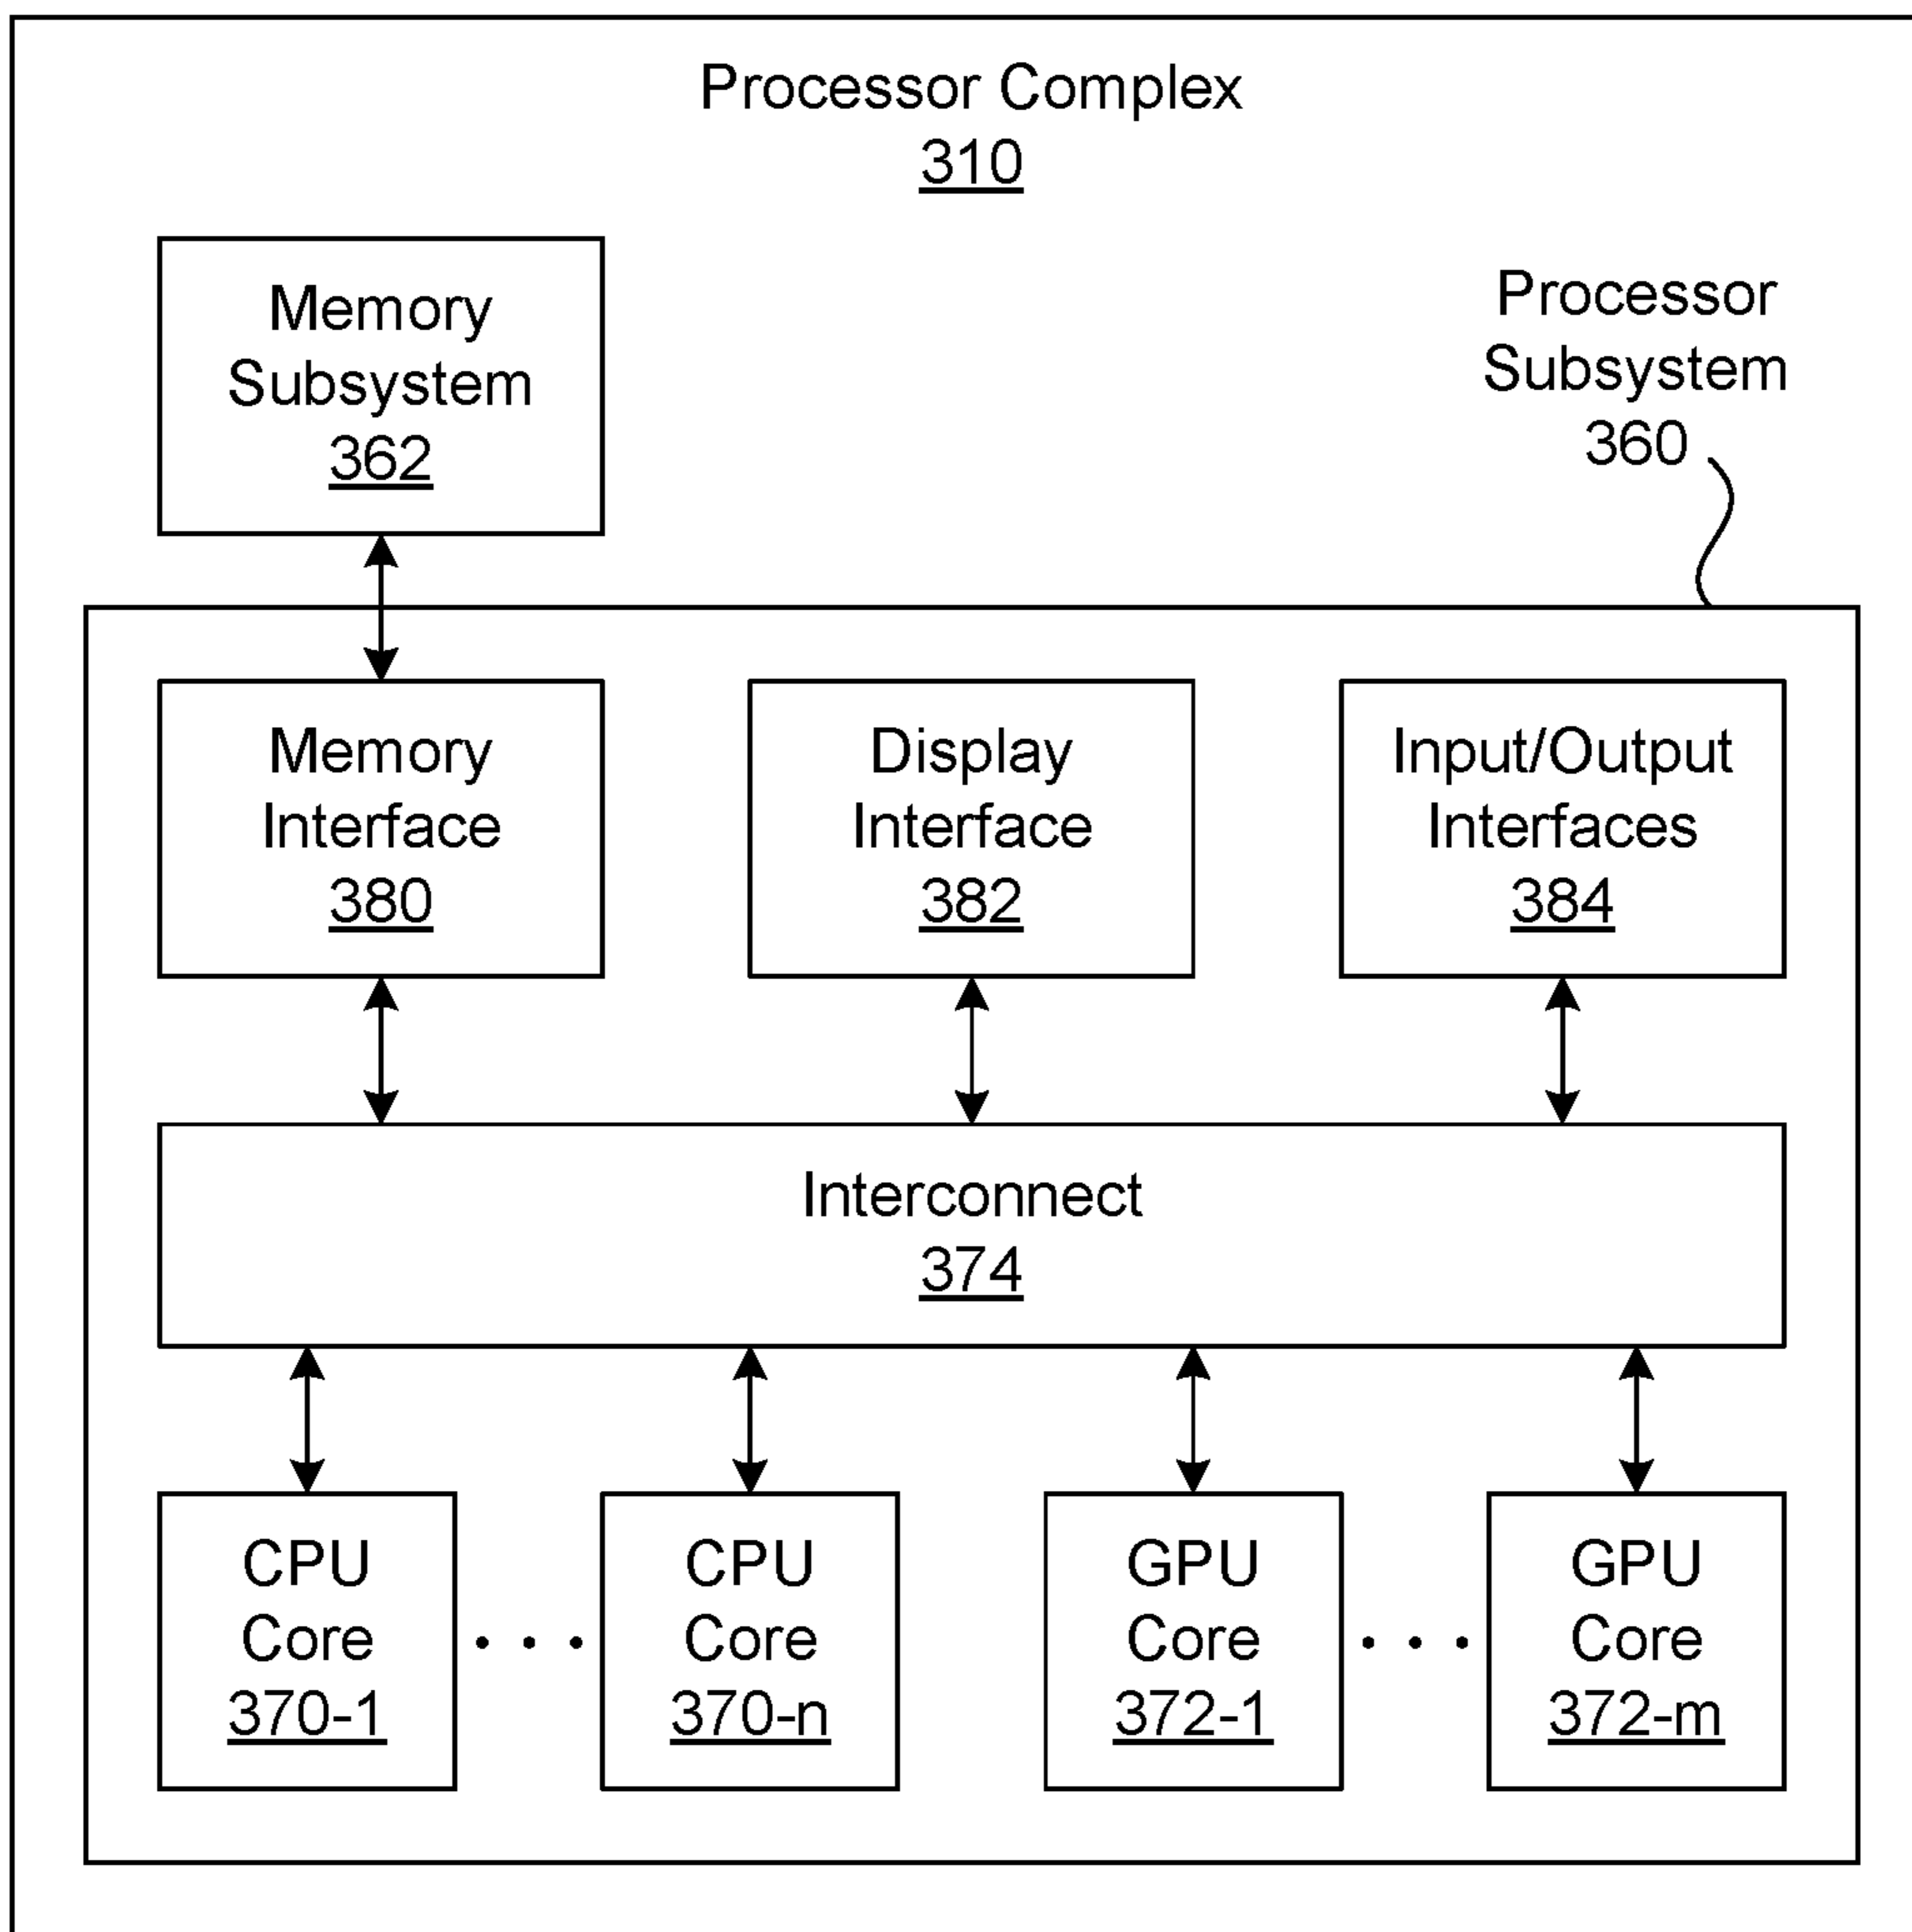 Processor Complex
310
Memory
Subsystem
362
Processor
Subsystem
360
Memory
Interface
380
Display
Interface
382
Input/Output
Interfaces
384
Interconnect
374
CPU
Core
370-1
. . .
CPU
Core
370-n
GPU
Core
372-1
. . .
GPU
Core
372-m